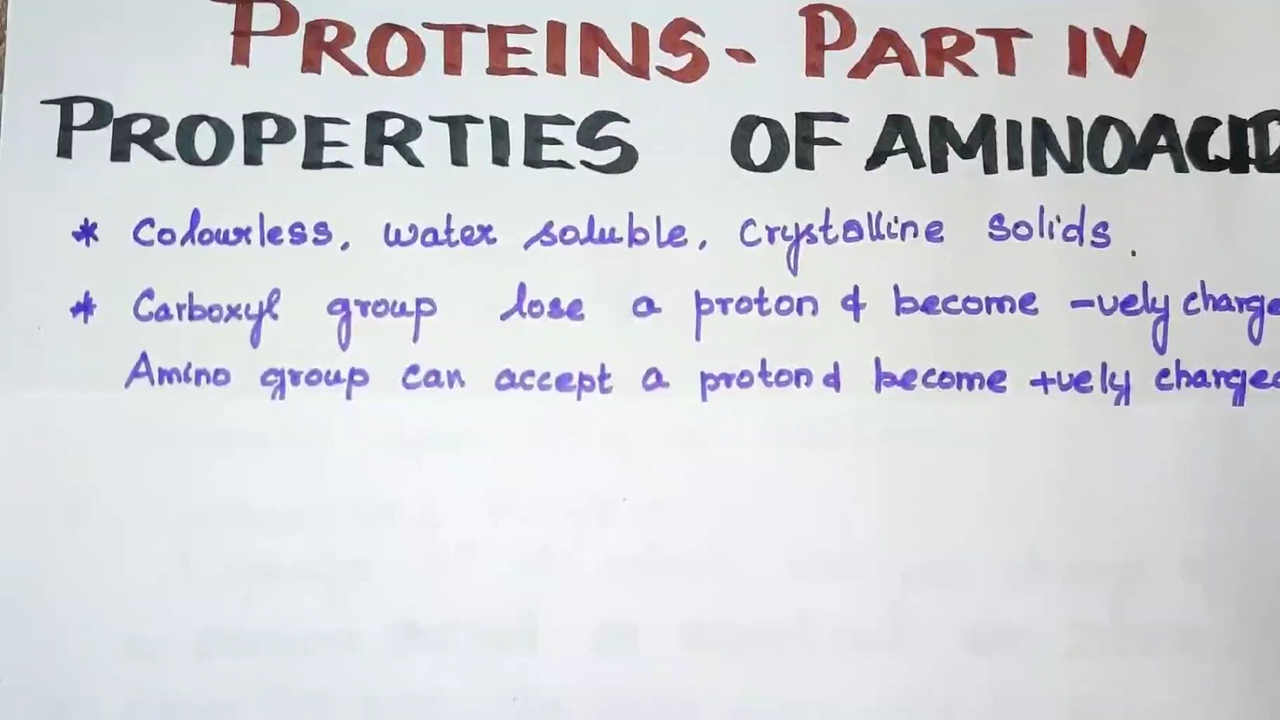 PROTEINS- PART IV
PROPERTIES OF AMINOACID
* Colourless, water soluble, Crystalline solids.
* Carboxyl group lose a proton & become -vely charge
Amino group can accept a proton & become +vely charged